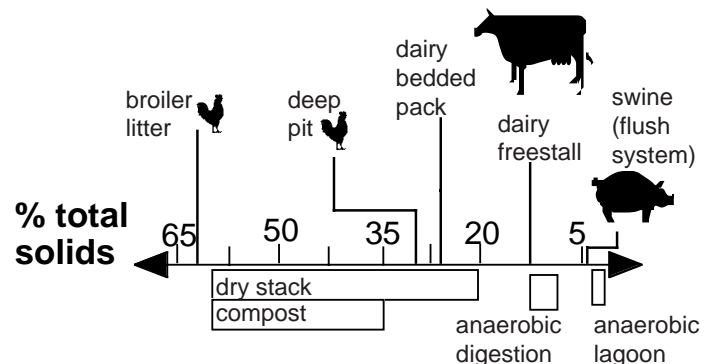 broiler
litter
deep
pit
dairy
bedded
pack
dairy
freestall
swine
(flush
system)
% total
solids
65
50
35
20
5
dry stack
compost
anaerobic
digestion
anaerobic
lagoon